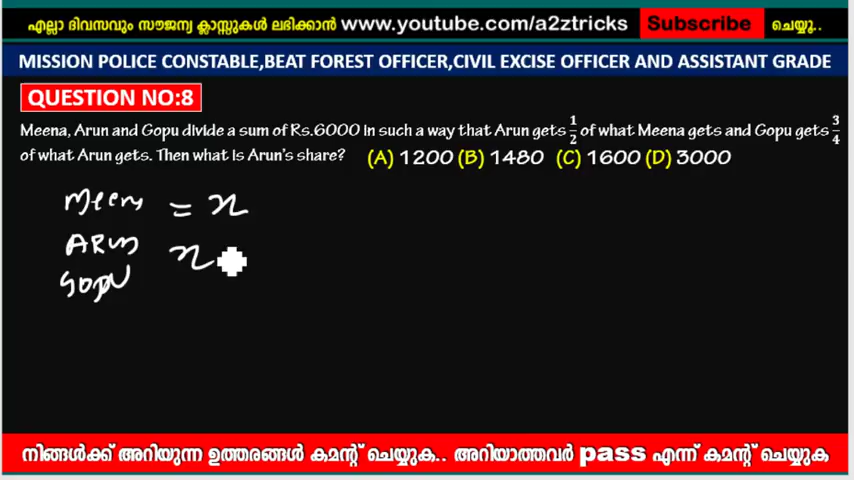 എല്ലാ ദിവസവും സൗജന്യ ക്ലാസ്സുകൾ ലഭിക്കാൻ www.youtube.com/a2ztricks Subscribe ചെയ്യൂ..
MISSION POLICE CONSTABLE,BEAT FOREST OFFICER,CIVIL EXCISE OFFICER AND ASSISTANT GRADE
QUESTION NO:8
Meena, Arun and Gopu divide a sum of Rs.6000 in such a way that Arun gets 1/2 of what Meena gets and Gopu gets 3/4
of what Arun gets. Then what is Arun's share? (A) 1200 (B) 1480 (C) 1600 (D) 3000
Meena = x
ARUN x
Gopu
നിങ്ങൾക്ക് അറിയുന്ന ഉത്തരങ്ങൾ കമന്റ് ചെയ്യുക.. അറിയാത്തവർ pass എന്ന് കമന്റ് ചെയ്യുക